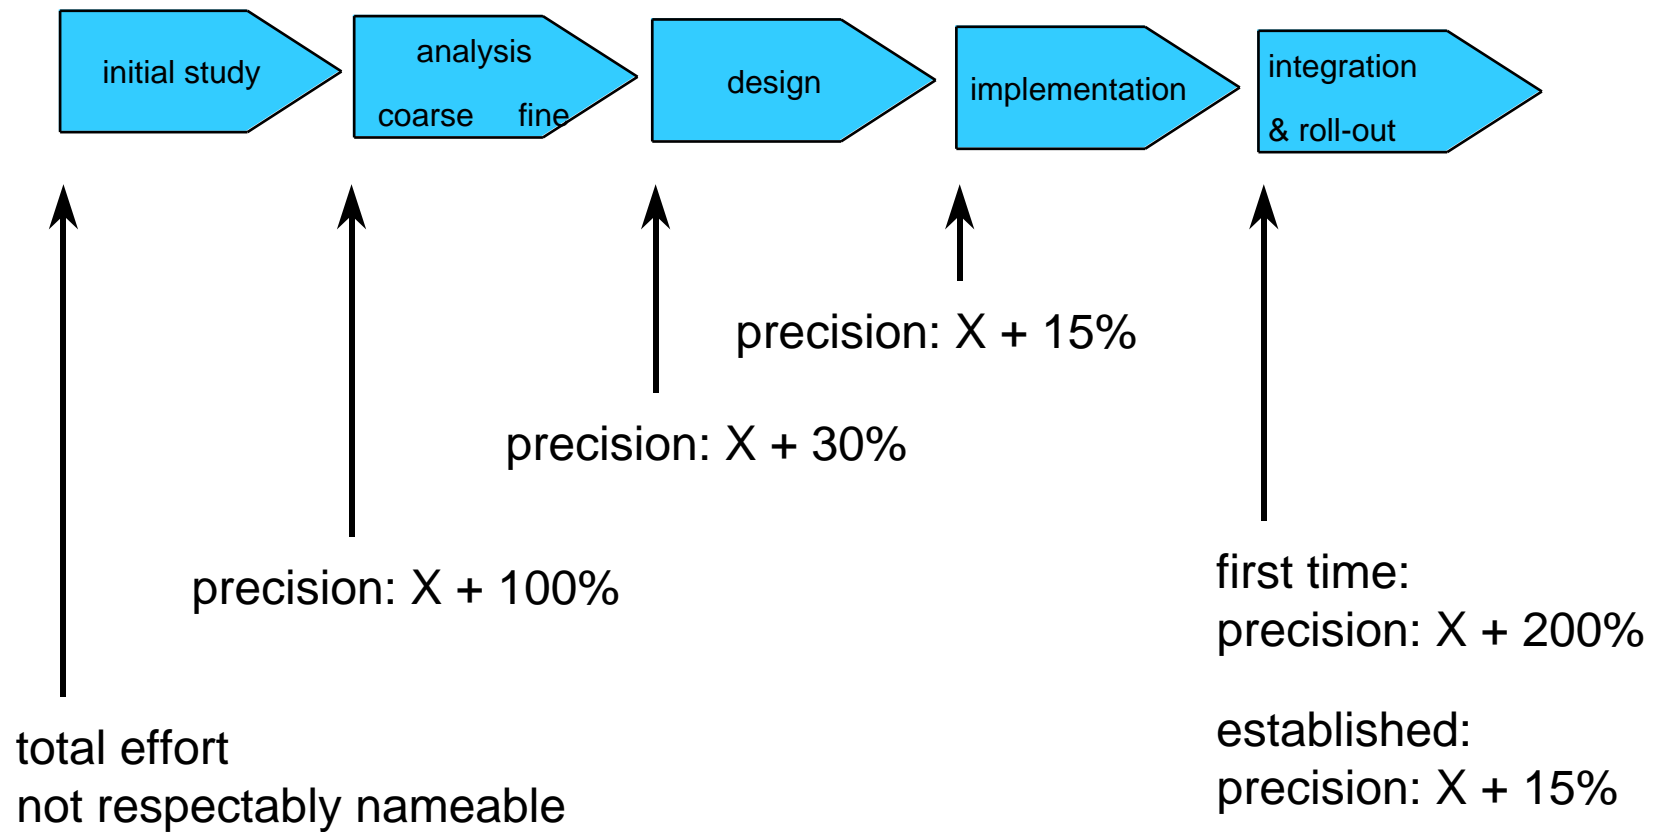 initial study
analysis
coarse fine
design
implementation
integration
& roll-out
precision: X + 15%
precision: X + 30%
precision: X + 100%
first time:
precision: X + 200%
established:
precision: X + 15%
total effort
not respectably nameable